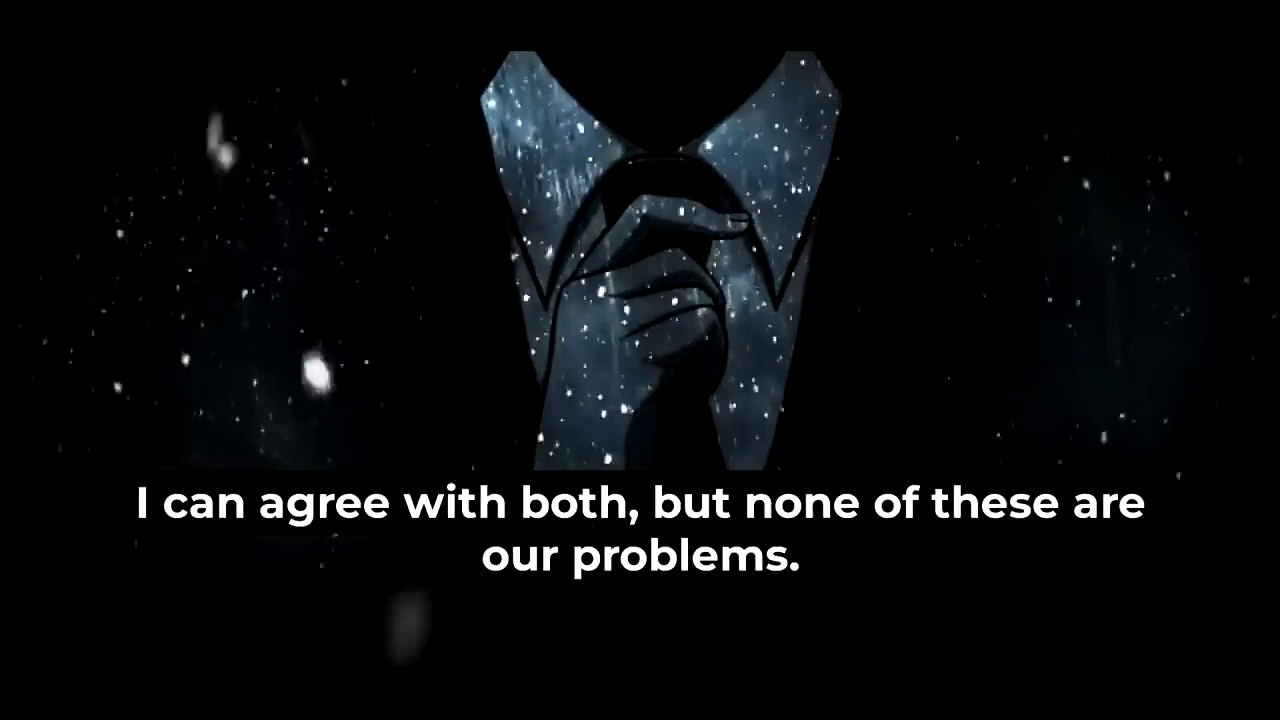 I can agree with both, but none of these are
our problems.